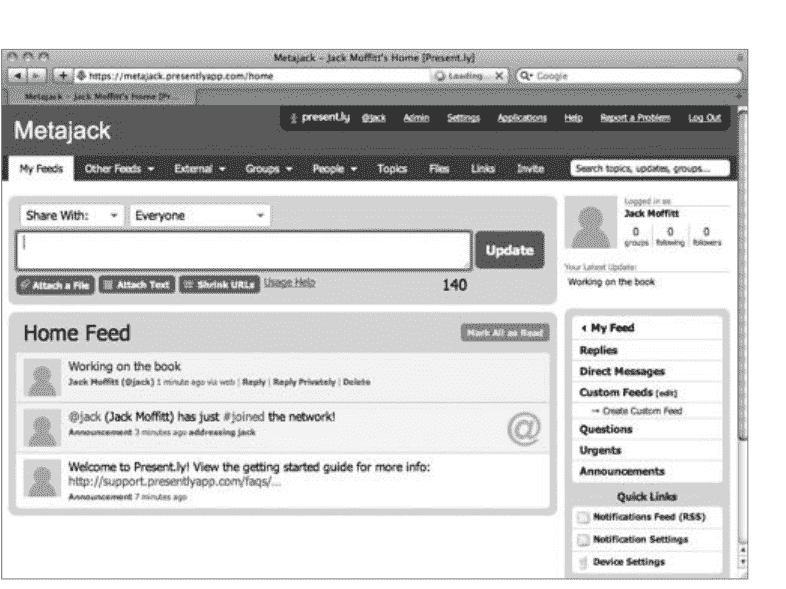 Metajack – Jack Moffitt's Home [Present.ly]
https://metajack.presentlyapp.com/home
Loading...
Google
Metajack – Jack Moffitt's Home [Pr...
present.ly @jack Admin Settings Applications Help Report a Problem Log Out
Metajack
My Feeds Other Feeds External Groups People Topics Files Links Invite
Search topics, updates, groups...
Share With: Everyone
Update
Attach a File Attach Text Shrink URLs Usage Help 140
Logged in as
Jack Moffitt
0 0 0
groups following followers
Your Latest Update:
Working on the book
Home Feed
Mark All as Read
Working on the book
Jack Moffitt (@jack) 1 minute ago via web | Reply | Reply Privately | Delete
@jack (Jack Moffitt) has just #joined the network!
Announcement 3 minutes ago addressing jack
@
Welcome to Present.ly! View the getting started guide for more info:
http://support.presentlyapp.com/faqs/...
Announcement 7 minutes ago
My Feed
Replies
Direct Messages
Custom Feeds [edit]
→ Create Custom Feed
Questions
Urgents
Announcements
Quick Links
Notifications Feed (RSS)
Notification Settings
Device Settings